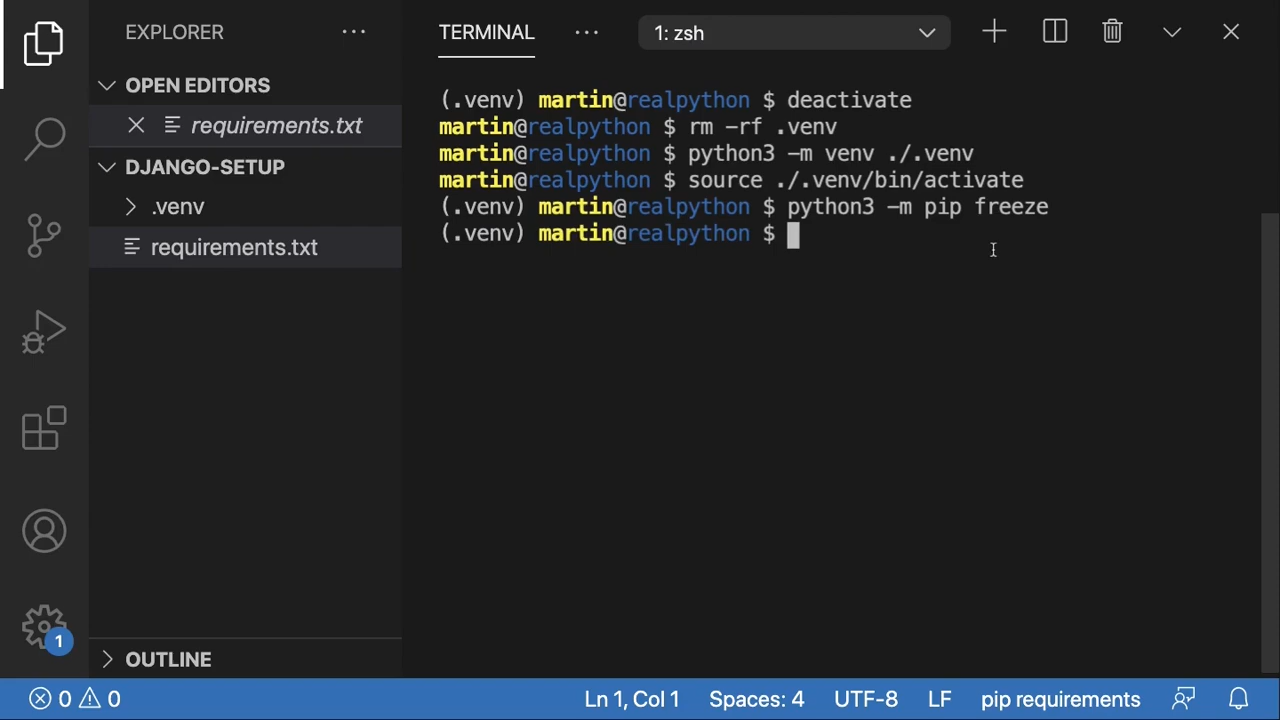 EXPLORER
OPEN EDITORS
requirements.txt
DJANGO-SETUP
.venv
requirements.txt
OUTLINE
TERMINAL
1: zsh
(.venv) martin@realpython $ deactivate
martin@realpython $ rm -rf .venv
martin@realpython $ python3 -m venv ./.venv
martin@realpython $ source ./.venv/bin/activate
(.venv) martin@realpython $ python3 -m pip freeze
(.venv) martin@realpython $
1
0 0 Ln 1, Col 1 Spaces: 4 UTF-8 LF pip requirements